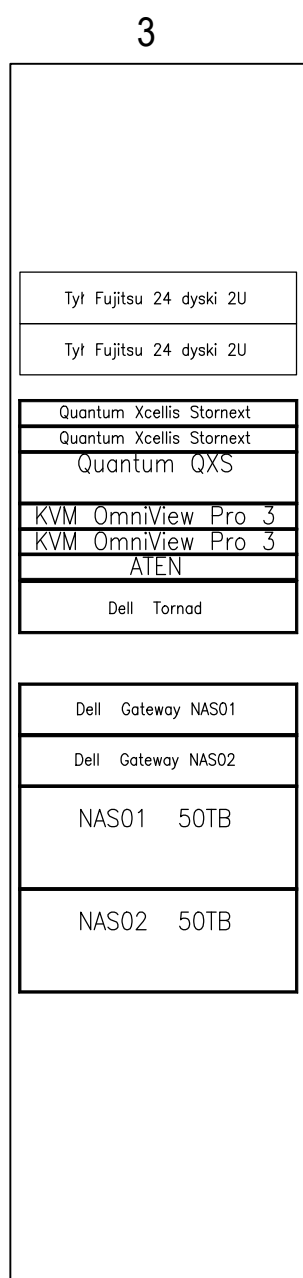 3
Tył Fujitsu 24 dyski 2U
Tył Fujitsu 24 dyski 2U
Quantum Xcellis Stornext
Quantum Xcellis Stornext
Quantum QXS
KVM OmniView Pro 3
KVM OmniView Pro 3
ATEN
Dell Tornad
Dell Gateway NAS01
Dell Gateway NAS02
NAS01 50TB
NAS02 50TB